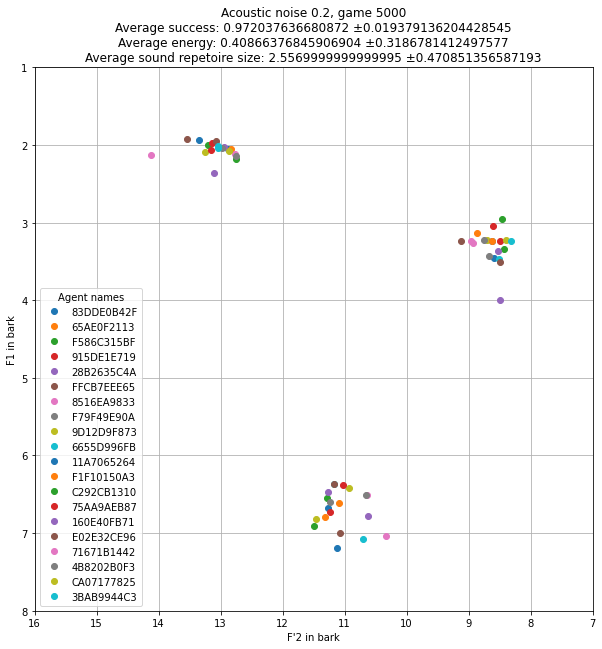 Acoustic noise 0.2, game 5000
Average success: 0.972037636680872 ±0.019379136204428545
Average energy: 0.40866376845906904 ±0.3186781412497577
Average sound repetoire size: 2.5569999999999995 ±0.470851356587193
1
2
3
4
5
6
7
8
F1 in bark
Agent names
83DDE0B42F
65AE0F2113
F586C315BF
915DE1E719
28B2635C4A
FFCB7EEE65
8516EA9833
F79F49E90A
9D12D9F873
6655D996FB
11A7065264
F1F10150A3
C292CB1310
75AA9AEB87
160E40FB71
E02E32CE96
71671B1442
4B8202B0F3
CA07177825
3BAB9944C3
16 15 14 13 12 11 10 9 8 7
F'2 in bark